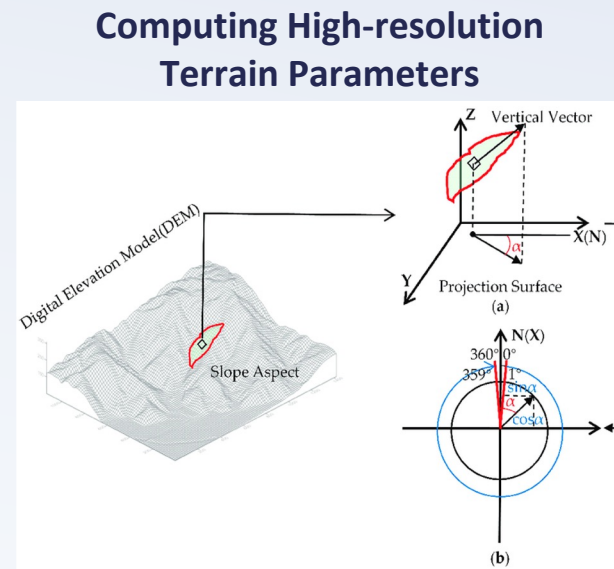 Computing High-resolution
Terrain Parameters
Digital Elevation Model(DEM)
Slope Aspect
Z
Vertical Vector
X(N)
α
Y
Projection Surface
(a)
N(X)
360° 0°
359° 1°
sinα
α
cosα
(b)